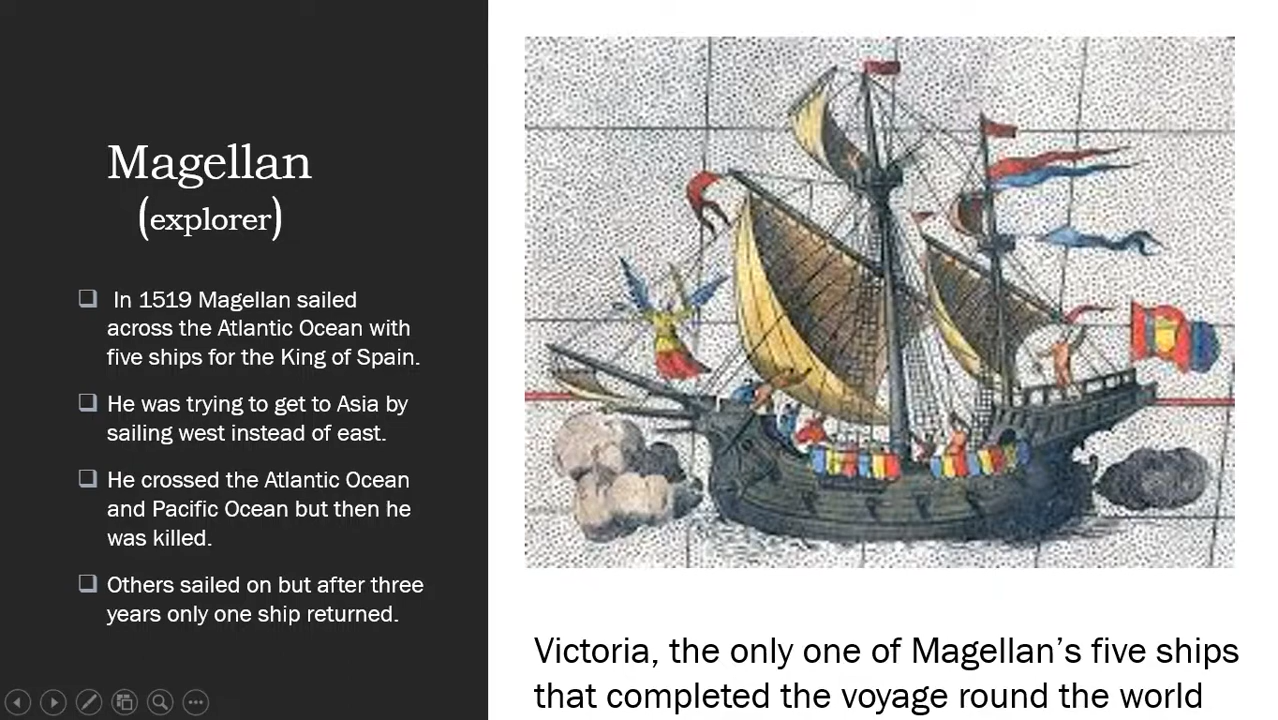 Magellan
(explorer)
In 1519 Magellan sailed
across the Atlantic Ocean with
five ships for the King of Spain.
He was trying to get to Asia by
sailing west instead of east.
He crossed the Atlantic Ocean
and Pacific Ocean but then he
was killed.
Others sailed on but after three
years only one ship returned.
Victoria, the only one of Magellan’s five ships
that completed the voyage round the world